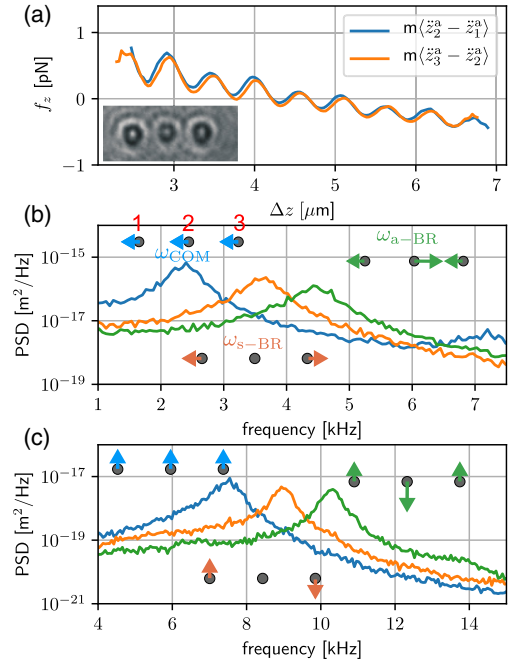 (a)
m⟨z̈₂ᵃ − z̈₁ᵃ⟩
m⟨z̈₃ᵃ − z̈₂ᵃ⟩
f_z [pN]
1
0
−1
3 4 5 6 7
Δz [μm]
(b)
1 2 3
ω_COM
ω_a−BR
ω_s−BR
PSD [m²/Hz]
10⁻¹⁵
10⁻¹⁷
10⁻¹⁹
1 2 3 4 5 6 7
frequency [kHz]
(c)
PSD [m²/Hz]
10⁻¹⁷
10⁻¹⁹
10⁻²¹
4 6 8 10 12 14
frequency [kHz]